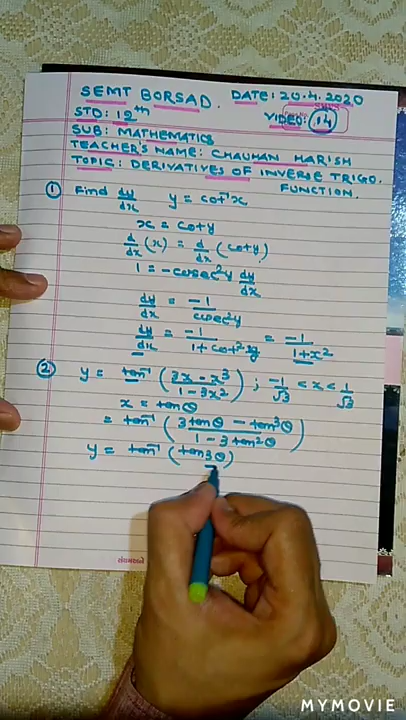 SEMT BORSAD. DATE: 20.4.2020
STD: 12th VIDEO: 14
SUB: MATHEMATICS
TEACHER'S NAME: CHAUHAN HARISH
TOPIC: DERIVATIVES OF INVERSE TRIGO. FUNCTION.
① Find dy/dx y = cot⁻¹x
x = coty
d/dx (x) = d/dx (coty)
1 = -cosec²y dy/dx
dy/dx = -1/cosec²y
dy/dx = -1/1+cot²y = -1/1+x²
② y = tan⁻¹ (3x - x³/1 - 3x²) ; -1/√3 < x < 1/√3
x = tanθ
= tan⁻¹ (3tanθ - tan³θ/1 - 3tan²θ)
y = tan⁻¹ (tan3θ)
MYMOVIE